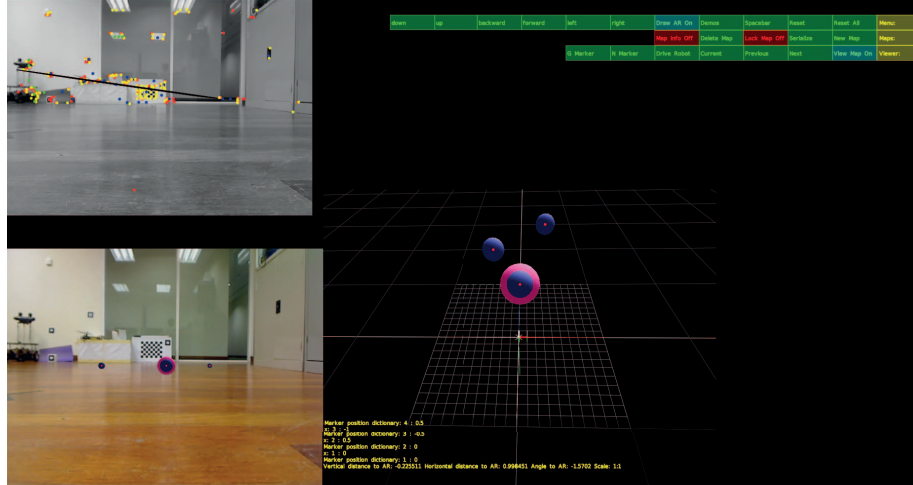 down up backward forward left right Draw AR On Demos Spacebar Reset Reset All Menu:
Map Info Off Delete Map Lock Map Off Serialize New Map Maps:
G Marker N Marker Drive Robot Current Previous Next View Map On Viewer:
Marker position dictionary: 4 : 0.5
x: 3 : -1
Marker position dictionary: 3 : -0.5
x: 2 : 0.5
Marker position dictionary: 2 : 0
x: 1 : 0
Marker position dictionary: 1 : 0
Vertical distance to AR: -0.225511 Horizontal distance to AR: 0.998451 Angle to AR: -1.5702 Scale: 1:1